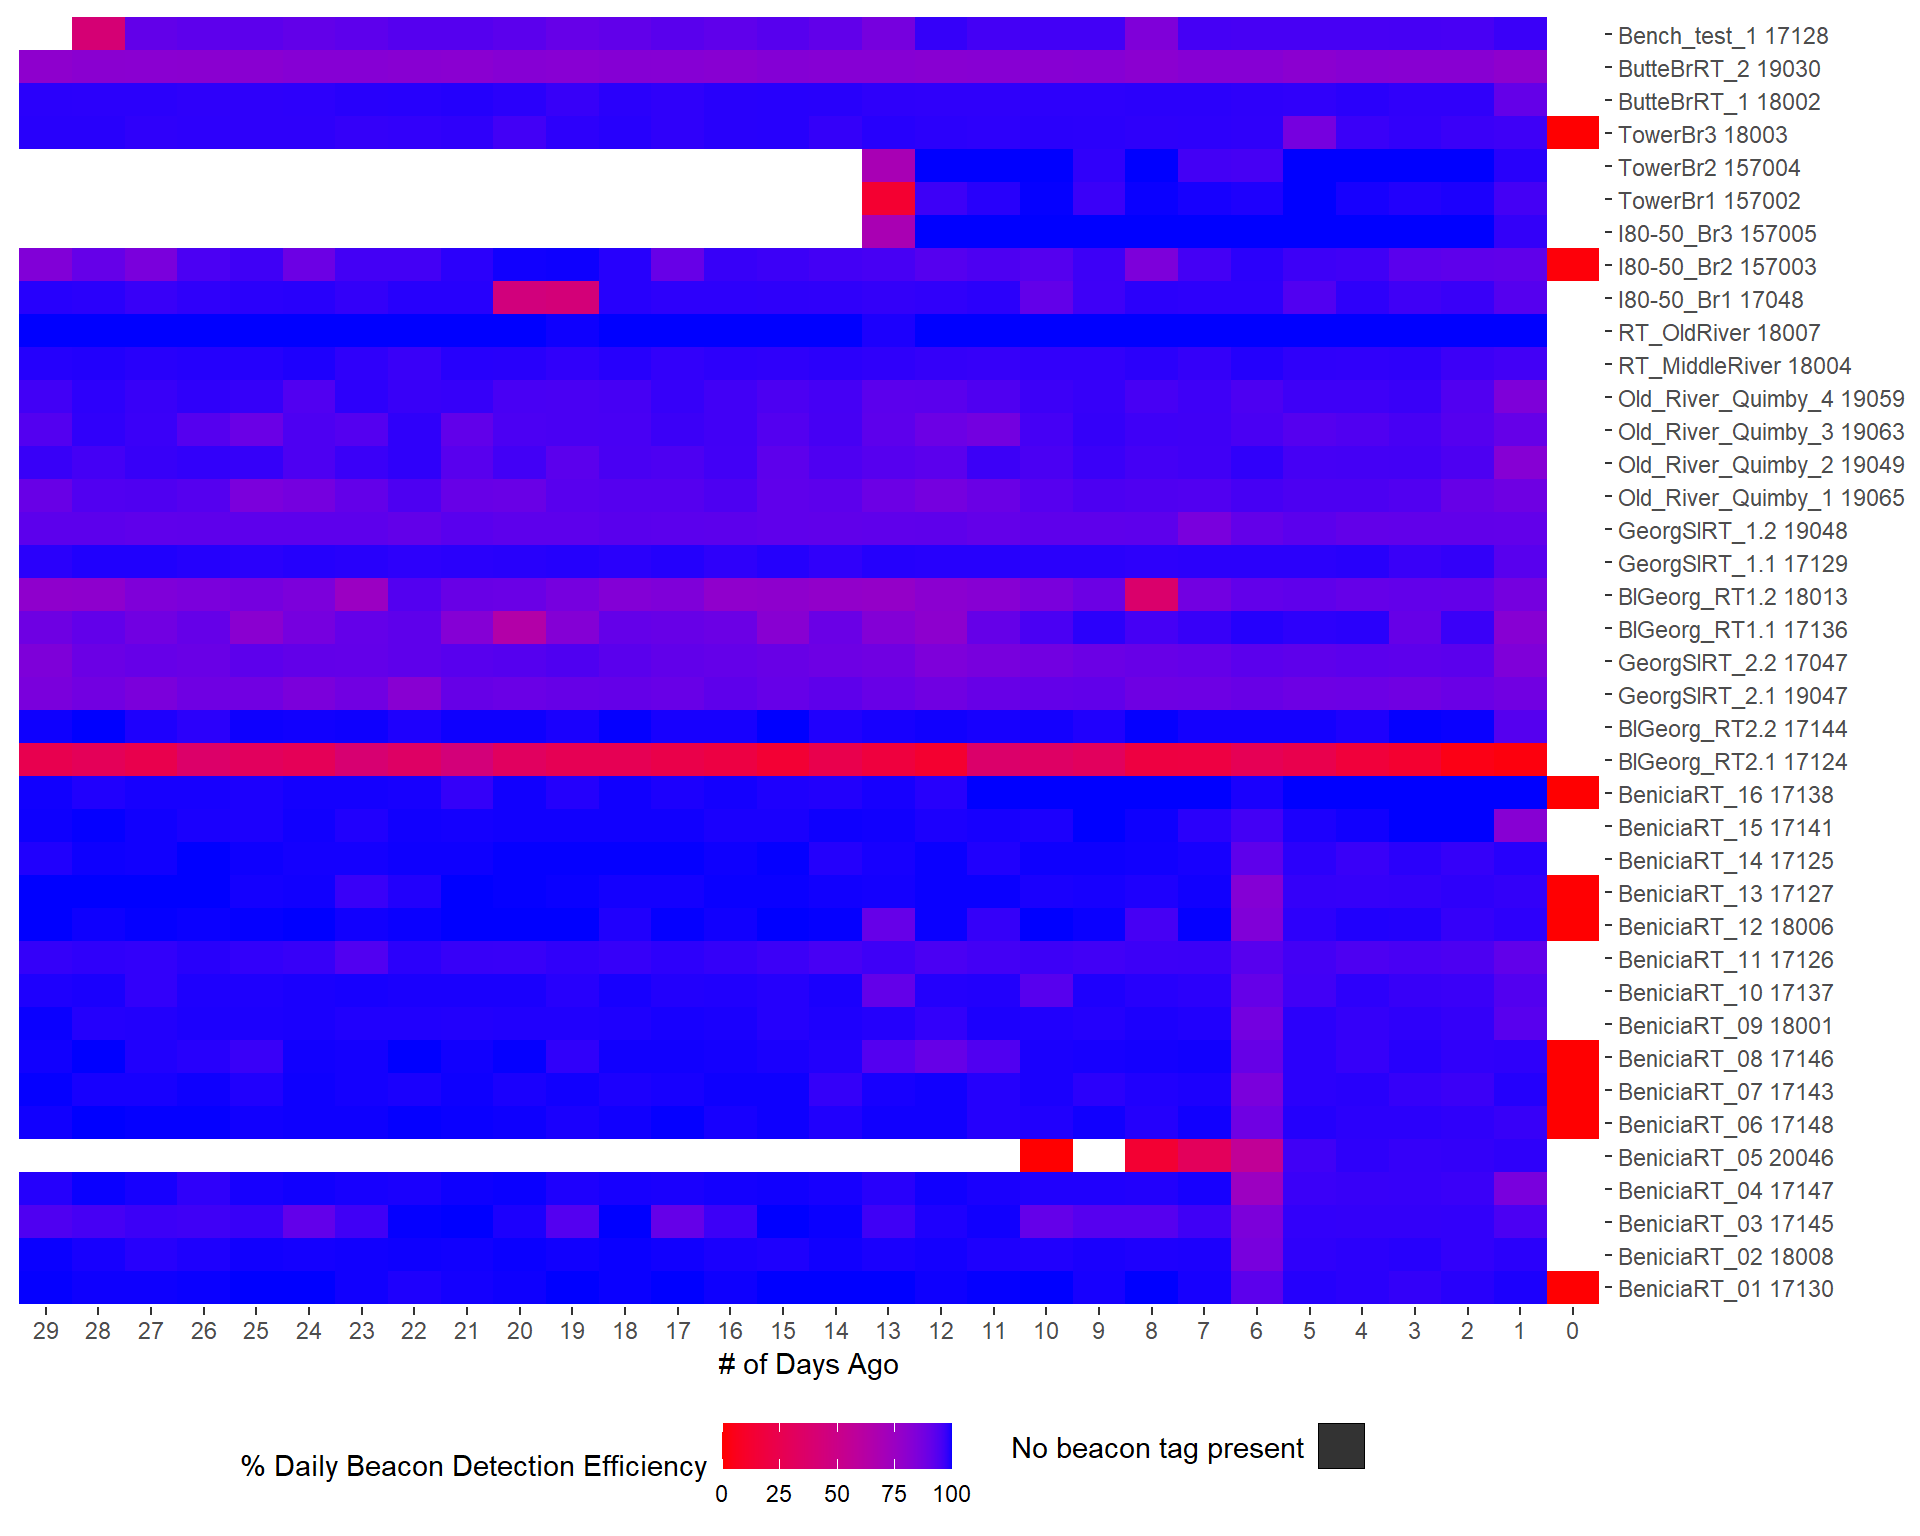 Bench_test_1 17128
ButteBrRT_2 19030
ButteBrRT_1 18002
TowerBr3 18003
TowerBr2 157004
TowerBr1 157002
I80-50_Br3 157005
I80-50_Br2 157003
I80-50_Br1 17048
RT_OldRiver 18007
RT_MiddleRiver 18004
Old_River_Quimby_4 19059
Old_River_Quimby_3 19063
Old_River_Quimby_2 19049
Old_River_Quimby_1 19065
GeorgSlRT_1.2 19048
GeorgSlRT_1.1 17129
BlGeorg_RT1.2 18013
BlGeorg_RT1.1 17136
GeorgSlRT_2.2 17047
GeorgSlRT_2.1 19047
BlGeorg_RT2.2 17144
BlGeorg_RT2.1 17124
BeniciaRT_16 17138
BeniciaRT_15 17141
BeniciaRT_14 17125
BeniciaRT_13 17127
BeniciaRT_12 18006
BeniciaRT_11 17126
BeniciaRT_10 17137
BeniciaRT_09 18001
BeniciaRT_08 17146
BeniciaRT_07 17143
BeniciaRT_06 17148
BeniciaRT_05 20046
BeniciaRT_04 17147
BeniciaRT_03 17145
BeniciaRT_02 18008
BeniciaRT_01 17130
29 28 27 26 25 24 23 22 21 20 19 18 17 16 15 14 13 12 11 10 9 8 7 6 5 4 3 2 1 0
# of Days Ago
% Daily Beacon Detection Efficiency
0 25 50 75 100
No beacon tag present